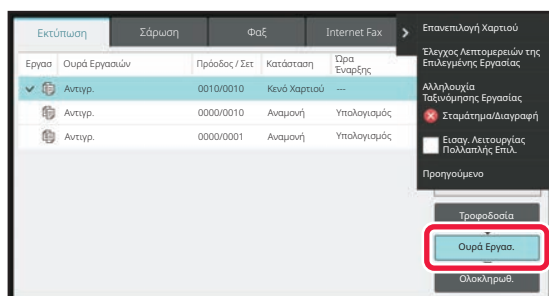 Εκτύπωση Σάρωση Φαξ Internet Fax
Εργασ Ουρά Εργασιών Πρόοδος / Σετ Κατάσταση Ώρα Έναρξης
Αντιγρ. 0010/0010 Κενό Χαρτιού ---
Αντιγρ. 0000/0010 Αναμονή Υπολογισμός
Αντιγρ. 0000/0001 Αναμονή Υπολογισμός
Επανεπιλογή Χαρτιού
Έλεγχος Λεπτομερειών της
Επιλεγμένης Εργασίας
Αλληλουχία
Ταξινόμησης Εργασίας
Σταμάτημα/Διαγραφή
Εισαγ. Λειτουργίας
Πολλαπλής Επιλ.
Προηγούμενο
Τροφοδοσία
Ουρά Εργασ.
Ολοκληρωθ.